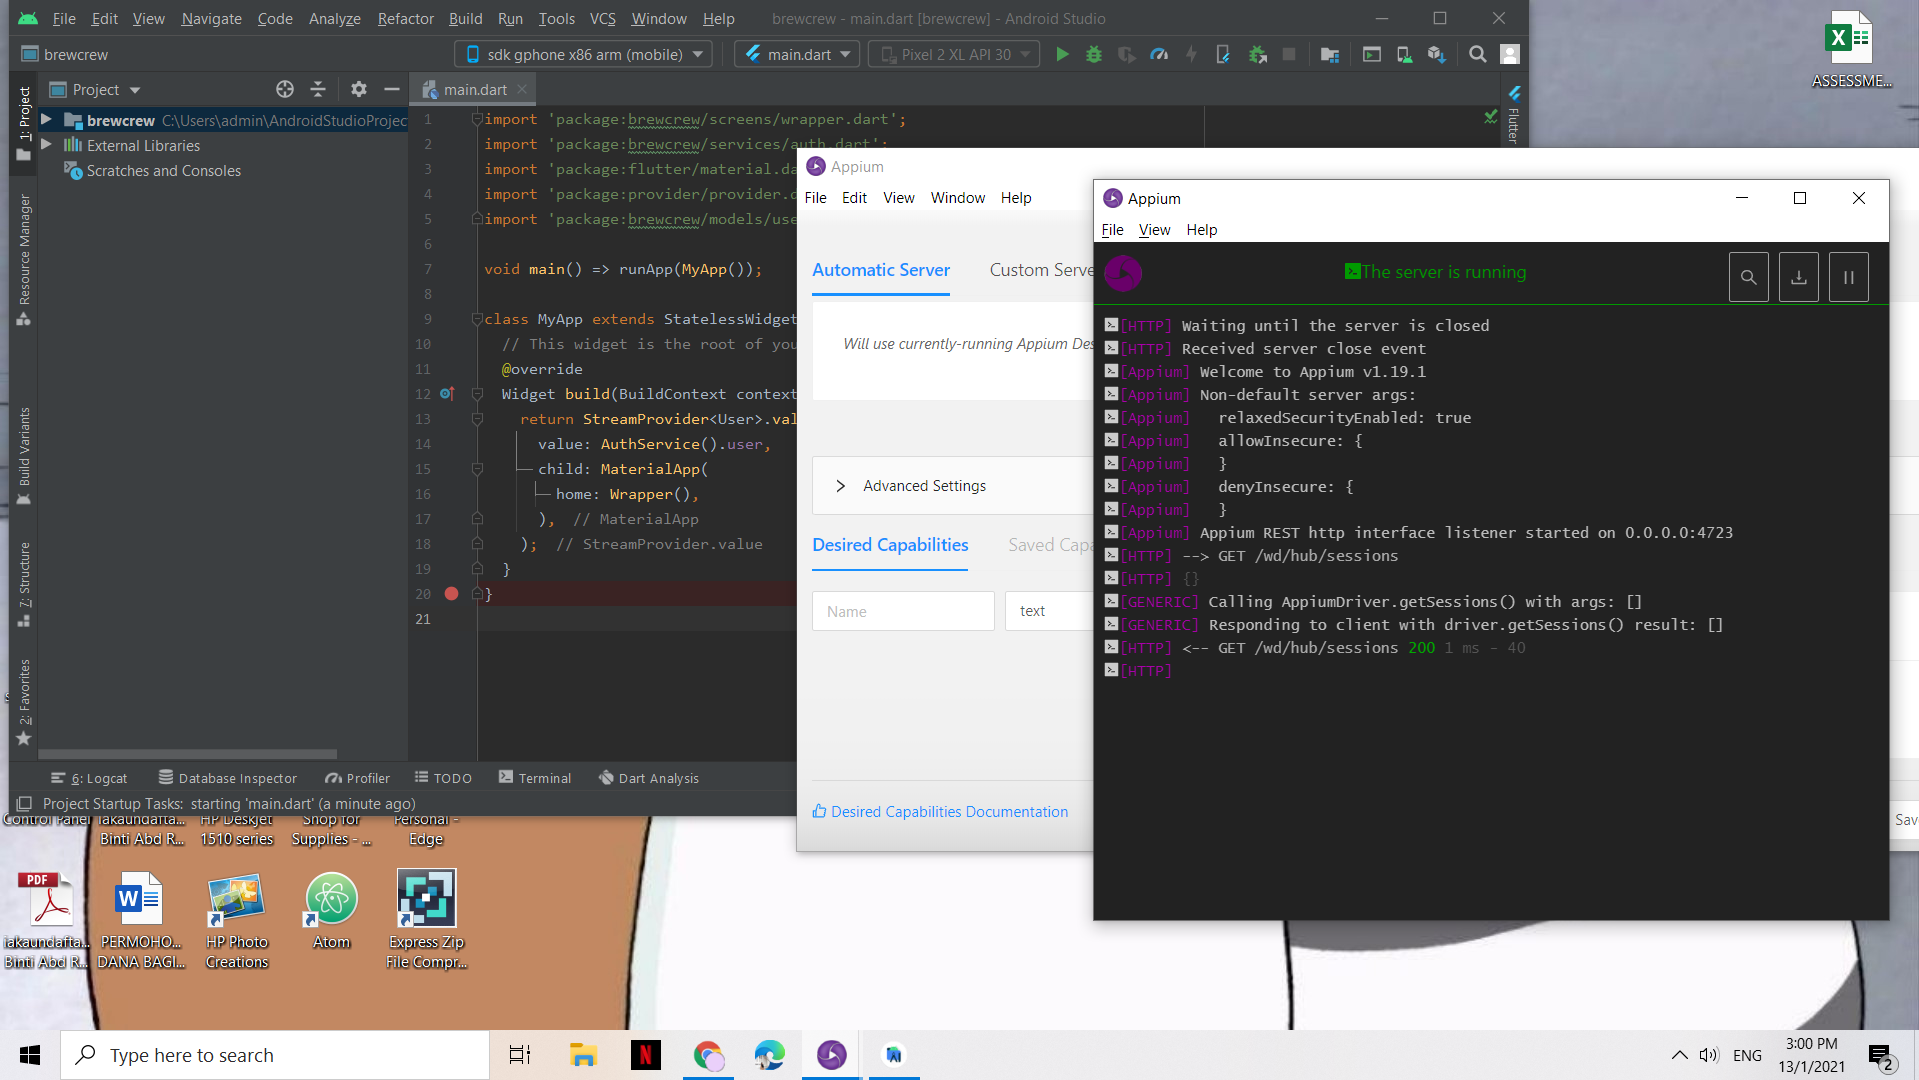 File Edit View Navigate Code Analyze Refactor Build Run Tools VCS Window Help brewcrew - main.dart [brewcrew] - Android Studio
brewcrew
sdk gphone x86 arm (mobile)
main.dart
Pixel 2 XL API 30
ASSESSME...
Project
main.dart
1: Project
Resource Manager
Build Variants
7: Structure
2: Favorites
Flutter
brewcrew C:\Users\admin\AndroidStudioProjec
External Libraries
Scratches and Consoles
1 import 'package:brewcrew/screens/wrapper.dart';
2 import 'package:brewcrew/services/auth.dart';
3 import 'package:flutter/material.da
4 import 'package:provider/provider.d
5 import 'package:brewcrew/models/use
6
7 void main() => runApp(MyApp());
8
9 class MyApp extends StatelessWidget
10 // This widget is the root of you
11 @override
12 Widget build(BuildContext context
13 return StreamProvider<User>.val
14 value: AuthService().user,
15 child: MaterialApp(
16 home: Wrapper(),
17 ), // MaterialApp
18 ); // StreamProvider.value
19 }
20 }
21
6: Logcat Database Inspector Profiler TODO Terminal Dart Analysis
Project Startup Tasks: starting 'main.dart' (a minute ago)
Appium
File Edit View Window Help
Automatic Server Custom Serve
Will use currently-running Appium Des
Advanced Settings
Desired Capabilities Saved Capa
Name
text
Desired Capabilities Documentation
Sav
Appium
File View Help
The server is running
[HTTP] Waiting until the server is closed
[HTTP] Received server close event
[Appium] Welcome to Appium v1.19.1
[Appium] Non-default server args:
[Appium] relaxedSecurityEnabled: true
[Appium] allowInsecure: {
[Appium] }
[Appium] denyInsecure: {
[Appium] }
[Appium] Appium REST http interface listener started on 0.0.0.0:4723
[HTTP] --> GET /wd/hub/sessions
[HTTP] {}
[GENERIC] Calling AppiumDriver.getSessions() with args: []
[GENERIC] Responding to client with driver.getSessions() result: []
[HTTP] <-- GET /wd/hub/sessions 200 1 ms - 40
[HTTP]
Control Panel
iakaundafta...
Binti Abd R...
HP Deskjet
1510 series
Shop for
Supplies - ...
Personal -
Edge
PDF
iakaundafta...
Binti Abd R...
PERMOHO...
DANA BAGI...
HP Photo
Creations
Atom
Express Zip
File Compr...
Type here to search
ENG
3:00 PM
13/1/2021
2